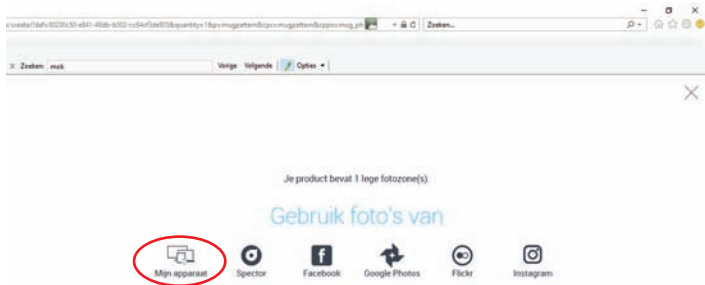 Zoeken...
x Zoeken: mok Vorige Volgende Opties
Je product bevat 1 lege fotozone(s).
Gebruik foto's van
Mijn apparaat Spector Facebook Google Photos Flickr Instagram